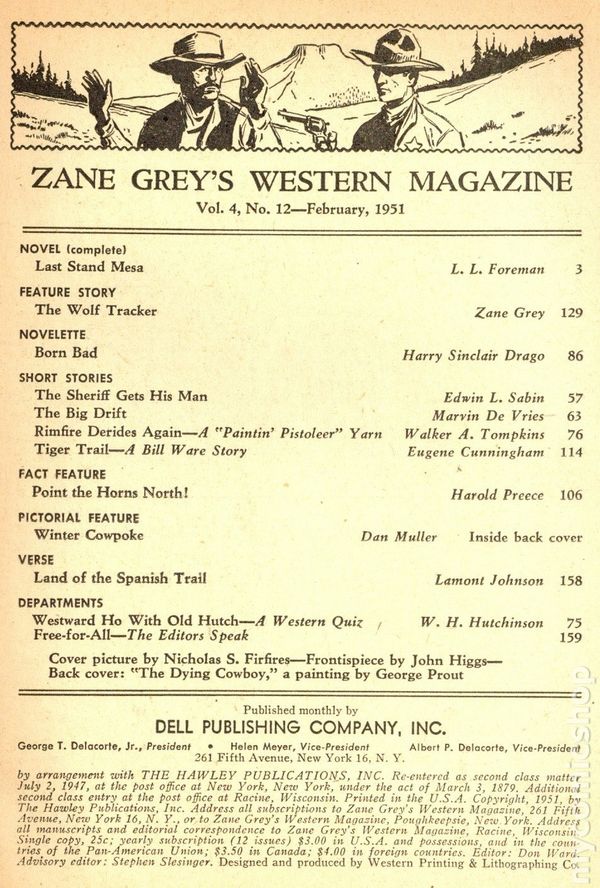 ZANE GREY'S WESTERN MAGAZINE
Vol. 4, No. 12—February, 1951
NOVEL (complete)
Last Stand Mesa L. L. Foreman 3
FEATURE STORY
The Wolf Tracker Zane Grey 129
NOVELETTE
Born Bad Harry Sinclair Drago 86
SHORT STORIES
The Sheriff Gets His Man Edwin L. Sabin 57
The Big Drift Marvin De Vries 63
Rimfire Derides Again—A "Paintin' Pistoleer" Yarn Walker A. Tompkins 76
Tiger Trail—A Bill Ware Story Eugene Cunningham 114
FACT FEATURE
Point the Horns North! Harold Preece 106
PICTORIAL FEATURE
Winter Cowpoke Dan Muller Inside back cover
VERSE
Land of the Spanish Trail Lamont Johnson 158
DEPARTMENTS
Westward Ho With Old Hutch—A Western Quiz W. H. Hutchinson 75
Free-for-All—The Editors Speak 159
Cover picture by Nicholas S. Firfires—Frontispiece by John Higgs—
Back cover: "The Dying Cowboy," a painting by George Prout
Published monthly by
DELL PUBLISHING COMPANY, INC.
George T. Delacorte, Jr., President • Helen Meyer, Vice-President Albert P. Delacorte, Vice-President
261 Fifth Avenue, New York 16, N. Y.
by arrangement with THE HAWLEY PUBLICATIONS, INC. Re-entered as second class matter
July 2, 1947, at the post office at New York, New York, under the act of March 3, 1879. Additional
second class entry at the post office at Racine, Wisconsin. Printed in the U.S.A. Copyright, 1951, by
The Hawley Publications, Inc. Address all subscriptions to Zane Grey's Western Magazine, 261 Fifth
Avenue, New York 16, N. Y., or to Zane Grey's Western Magazine, Poughkeepsie, New York. Address
all manuscripts and editorial correspondence to Zane Grey's Western Magazine, Racine, Wisconsin.
Single copy, 25c; yearly subscription (12 issues) $3.00 in U.S.A. and possessions, and in the coun-
tries of the Pan-American Union; $3.50 in Canada; $4.00 in foreign countries. Editor: Don Ward.
Advisory editor: Stephen Slesinger. Designed and produced by Western Printing & Lithographing Co.
mycomicshop